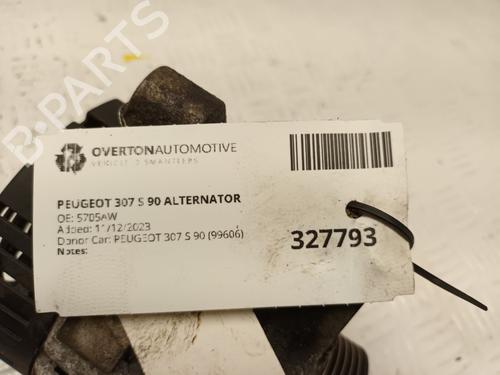 B-PARTS
OVERTONAUTOMOTIVE
VEHICLE DISMANTLERS
PEUGEOT 307 S 90 ALTERNATOR
OE: 5705AW
Added: 11/12/2023
Donor Car: PEUGEOT 307 S 90 (99606)
Notes:
327793